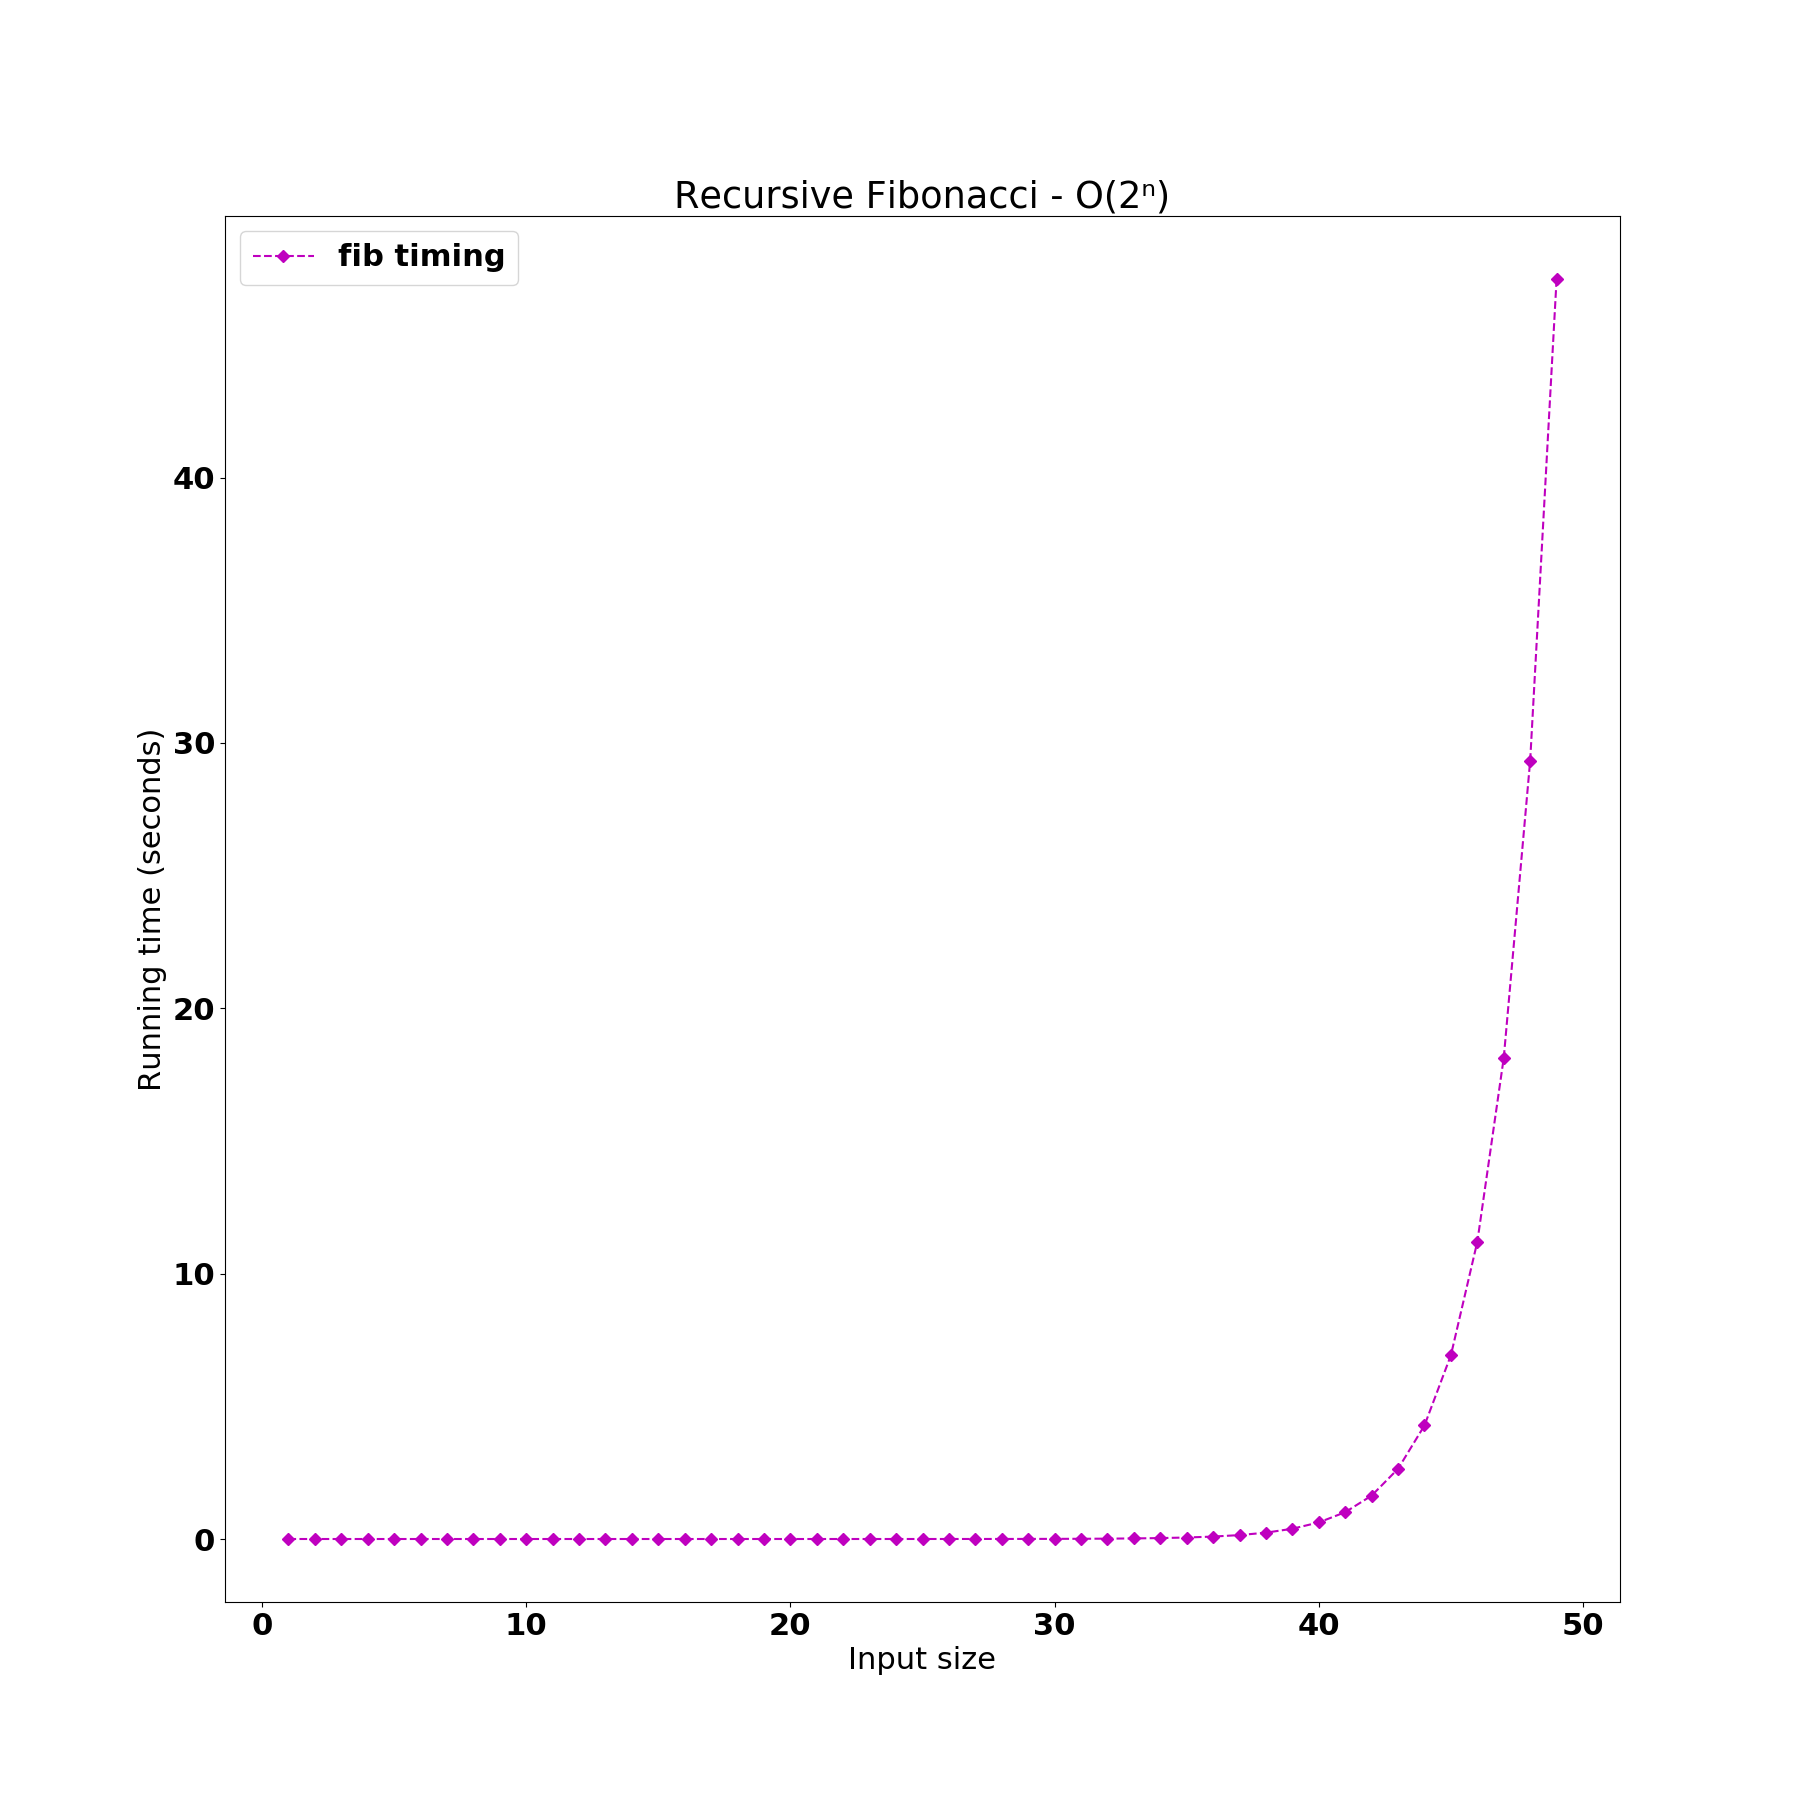 Recursive Fibonacci - O(2ⁿ)
fib timing
40
30
20
10
0
Running time (seconds)
0 10 20 30 40 50
Input size